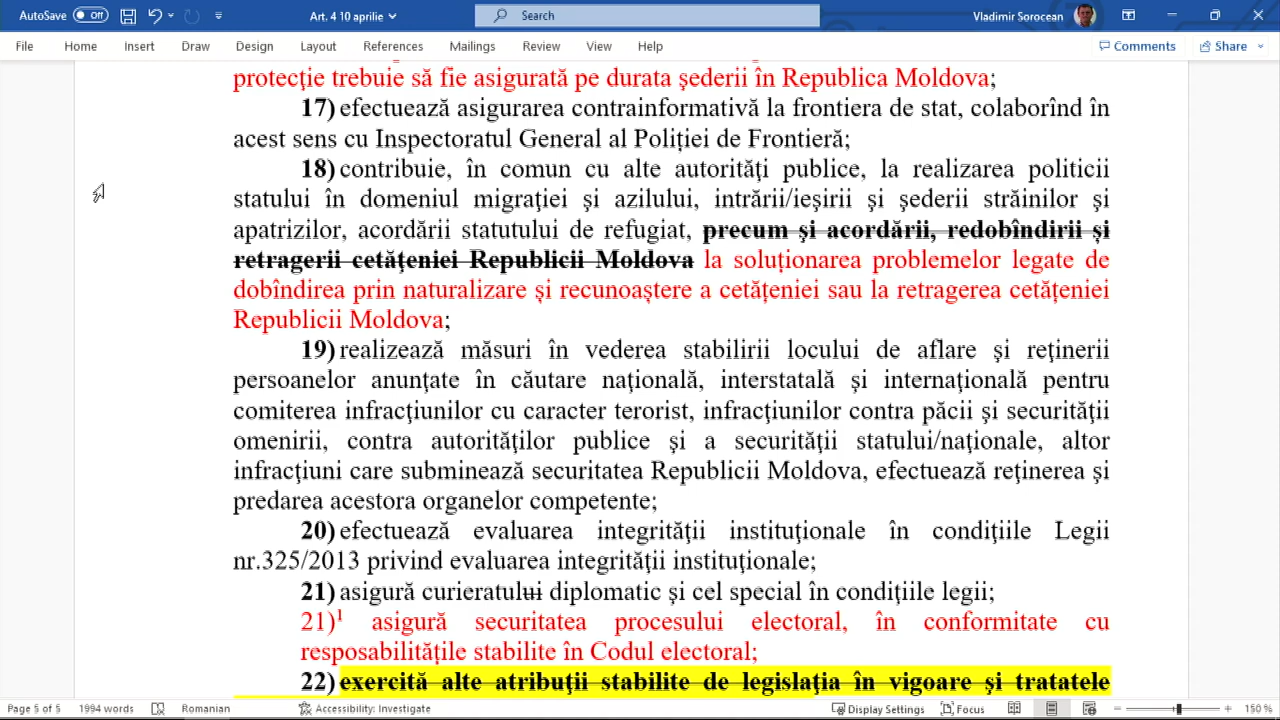 AutoSave Off Art. 4 10 aprilie Search Vladimir Sorocean
File Home Insert Draw Design Layout References Mailings Review View Help Comments Share
protecţie trebuie să fie asigurată pe durata şederii în Republica Moldova;
17) efectuează asigurarea contrainformativă la frontiera de stat, colaborînd în
acest sens cu Inspectoratul General al Poliției de Frontieră;
18) contribuie, în comun cu alte autorităţi publice, la realizarea politicii
statului în domeniul migraţiei şi azilului, intrării/ieşirii şi şederii străinilor şi
apatrizilor, acordării statutului de refugiat, precum şi acordării, redobîndirii și
retragerii cetăţeniei Republicii Moldova la soluționarea problemelor legate de
dobîndirea prin naturalizare și recunoaștere a cetățeniei sau la retragerea cetățeniei
Republicii Moldova;
19) realizează măsuri în vederea stabilirii locului de aflare şi reţinerii
persoanelor anunțate în căutare naţională, interstatală şi internaţională pentru
comiterea infracţiunilor cu caracter terorist, infracţiunilor contra păcii şi securităţii
omenirii, contra autorităţilor publice și a securităţii statului/naţionale, altor
infracţiuni care subminează securitatea Republicii Moldova, efectuează reţinerea şi
predarea acestora organelor competente;
20) efectuează evaluarea integrităţii instituţionale în condiţiile Legii
nr.325/2013 privind evaluarea integrităţii instituţionale;
21) asigură curieratului diplomatic și cel special în condiţiile legii;
21)¹ asigură securitatea procesului electoral, în conformitate cu
resposabilitățile stabilite în Codul electoral;
22) exercită alte atribuţii stabilite de legislaţia în vigoare și tratatele
Page 5 of 5 1994 words Romanian Accessibility: Investigate Display Settings Focus 150 %